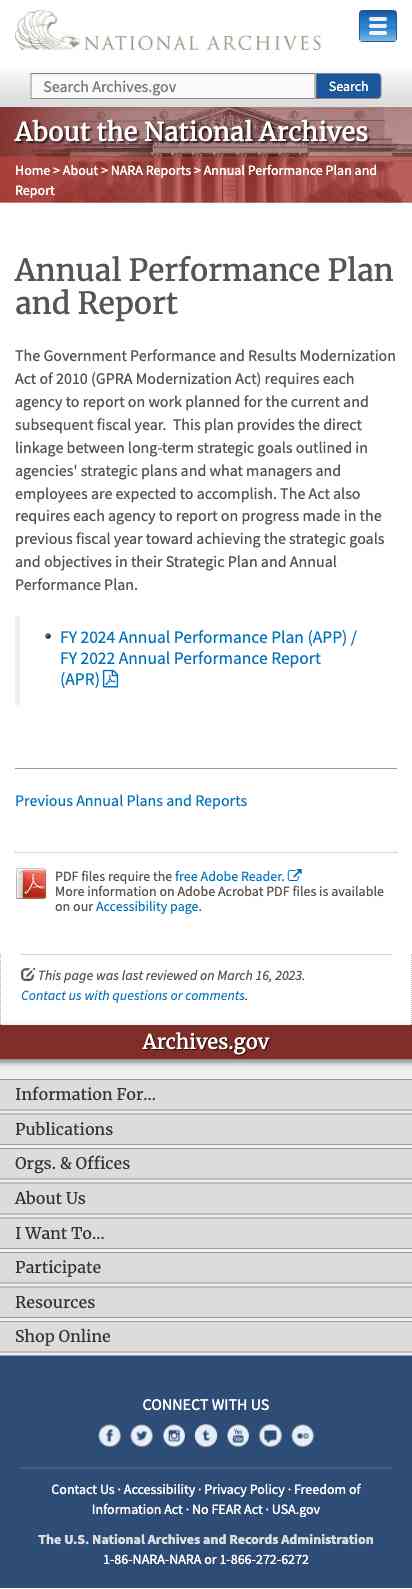 NATIONAL ARCHIVES
Search Archives.gov
Search
About the National Archives
Home > About > NARA Reports > Annual Performance Plan and
Report
Annual Performance Plan
and Report
The Government Performance and Results Modernization
Act of 2010 (GPRA Modernization Act) requires each
agency to report on work planned for the current and
subsequent fiscal year.  This plan provides the direct
linkage between long-term strategic goals outlined in
agencies' strategic plans and what managers and
employees are expected to accomplish. The Act also
requires each agency to report on progress made in the
previous fiscal year toward achieving the strategic goals
and objectives in their Strategic Plan and Annual
Performance Plan.
• FY 2024 Annual Performance Plan (APP) /
FY 2022 Annual Performance Report
(APR)
Previous Annual Plans and Reports
PDF files require the free Adobe Reader.
More information on Adobe Acrobat PDF files is available
on our Accessibility page.
This page was last reviewed on March 16, 2023.
Contact us with questions or comments.
Archives.gov
Information For...
Publications
Orgs. & Offices
About Us
I Want To...
Participate
Resources
Shop Online
CONNECT WITH US
Contact Us · Accessibility · Privacy Policy · Freedom of
Information Act · No FEAR Act · USA.gov
The U.S. National Archives and Records Administration
1-86-NARA-NARA or 1-866-272-6272